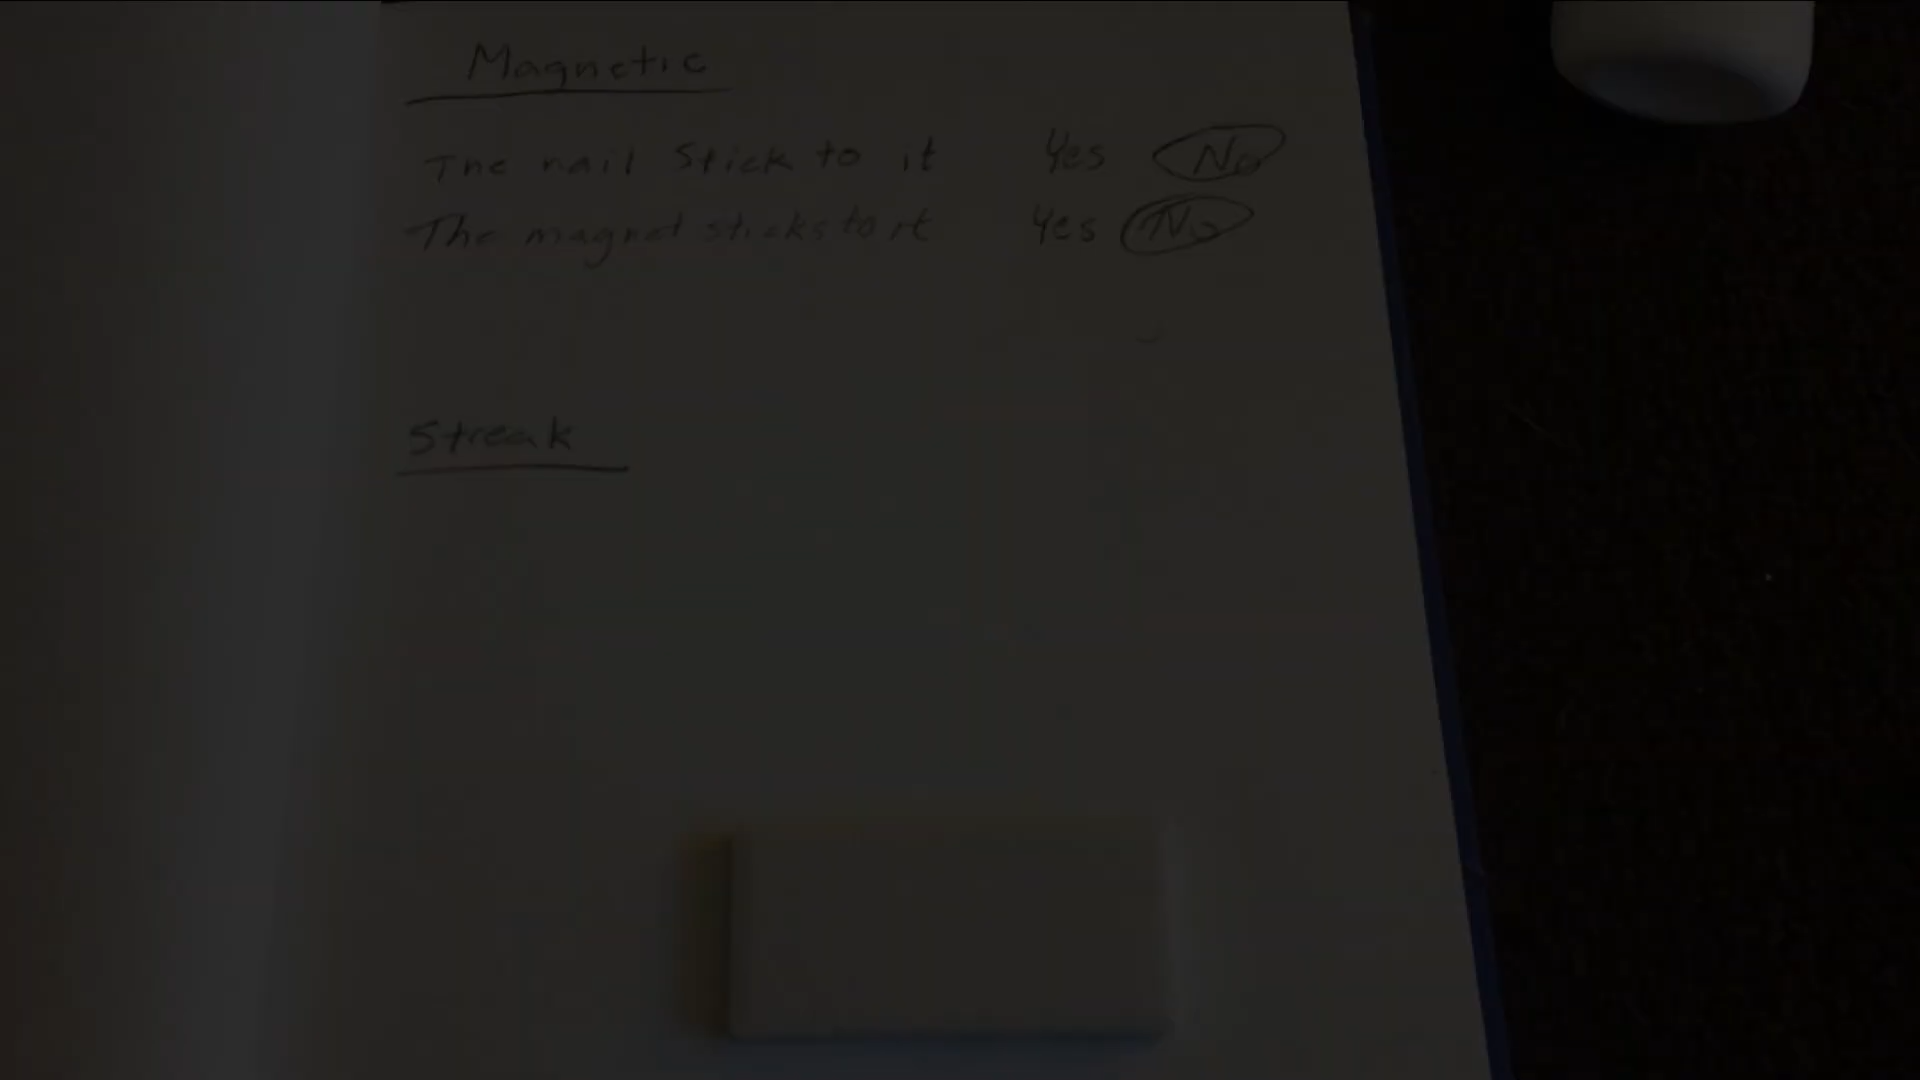 Magnetic
The nail Stick to it Yes No
The magnet sticks to it Yes No
Streak